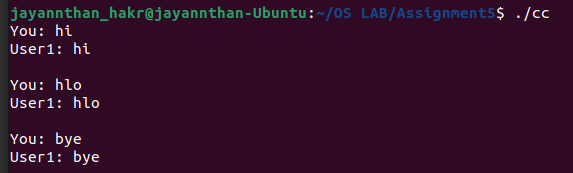 jayannthan_hakr@jayannthan-Ubuntu:~/OS LAB/Assignment5$ ./cc
You: hi
User1: hi
You: hlo
User1: hlo
You: bye
User1: bye